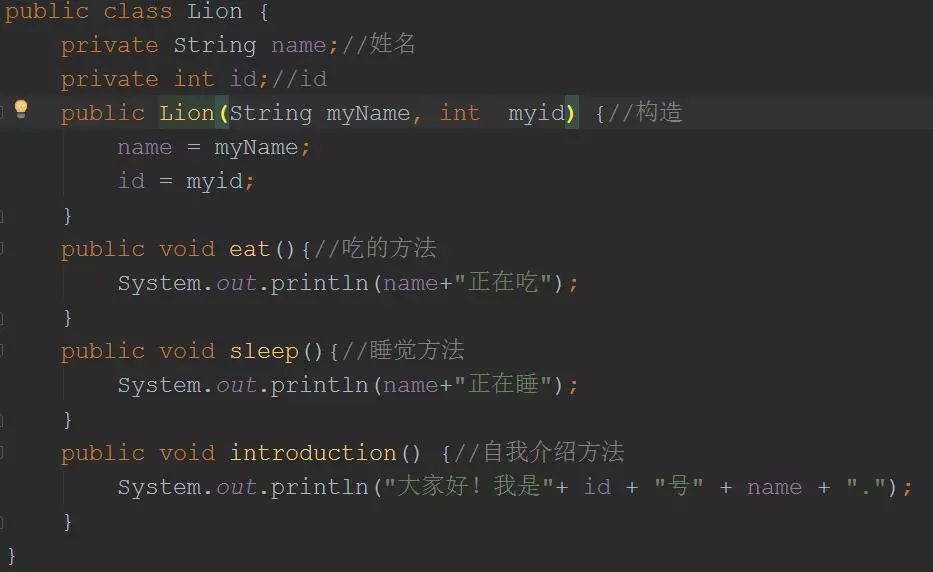 public class Lion {
    private String name;//姓名
    private int id;//id
    public Lion(String myName, int  myid) {//构造
        name = myName;
        id = myid;
    }
    public void eat(){//吃的方法
        System.out.println(name+"正在吃");
    }
    public void sleep(){//睡觉方法
        System.out.println(name+"正在睡");
    }
    public void introduction() {//自我介绍方法
        System.out.println("大家好！我是"+ id + "号" + name + ".");
    }
}